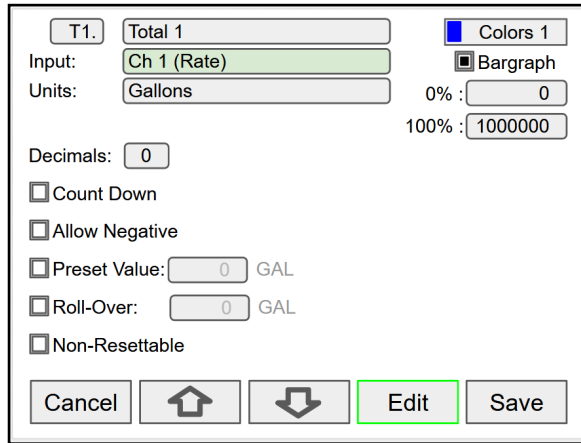 T1. Total 1 Colors 1
Input: Ch 1 (Rate) Bargraph
Units: Gallons 0% : 0
100% : 1000000
Decimals: 0
Count Down
Allow Negative
Preset Value: 0 GAL
Roll-Over: 0 GAL
Non-Resettable
Cancel Edit Save